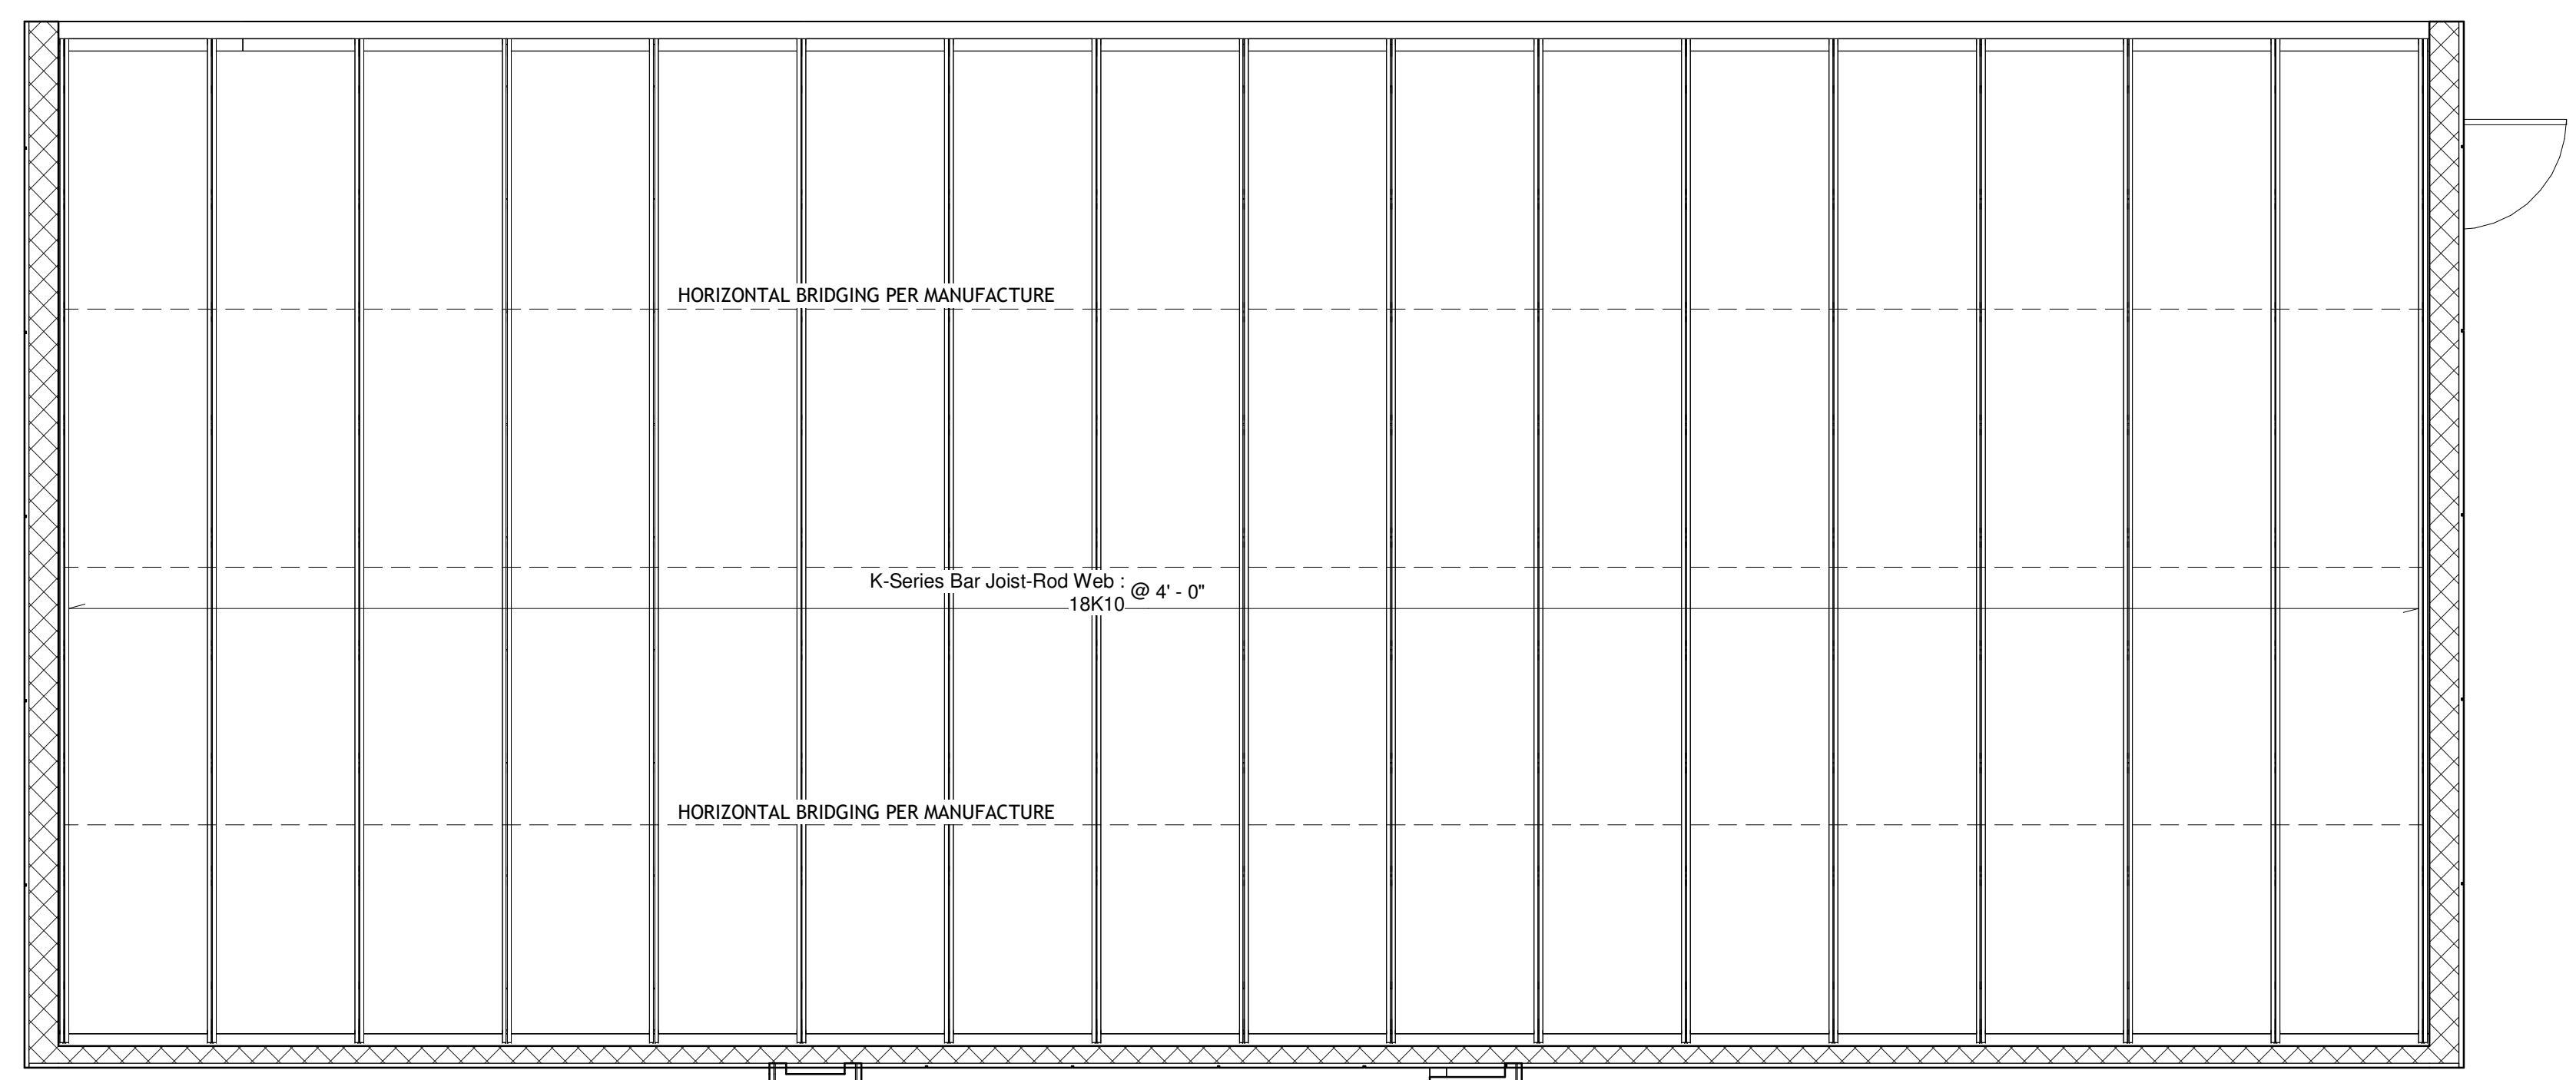 HORIZONTAL BRIDGING PER MANUFACTURE
K-Series Bar Joist-Rod Web :
18K10
@ 4' - 0"
HORIZONTAL BRIDGING PER MANUFACTURE